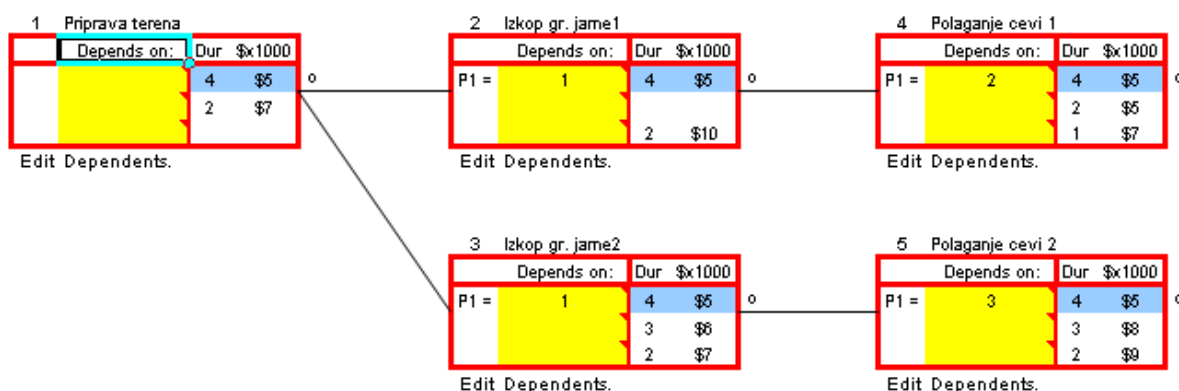 1 Priprava terena
Depends on: Dur $x1000
4 $5 o
2 $7
Edit Dependents.
2 Izkop gr. jame1
Depends on: Dur $x1000
P1 = 1 4 $5 o
2 $10
Edit Dependents.
4 Polaganje cevi 1
Depends on: Dur $x1000
P1 = 2 4 $5 o
2 $5
1 $7
Edit Dependents.
3 Izkop gr. jame2
Depends on: Dur $x1000
P1 = 1 4 $5 o
3 $6
2 $7
Edit Dependents.
5 Polaganje cevi 2
Depends on: Dur $x1000
P1 = 3 4 $5 o
3 $8
2 $9
Edit Dependents.